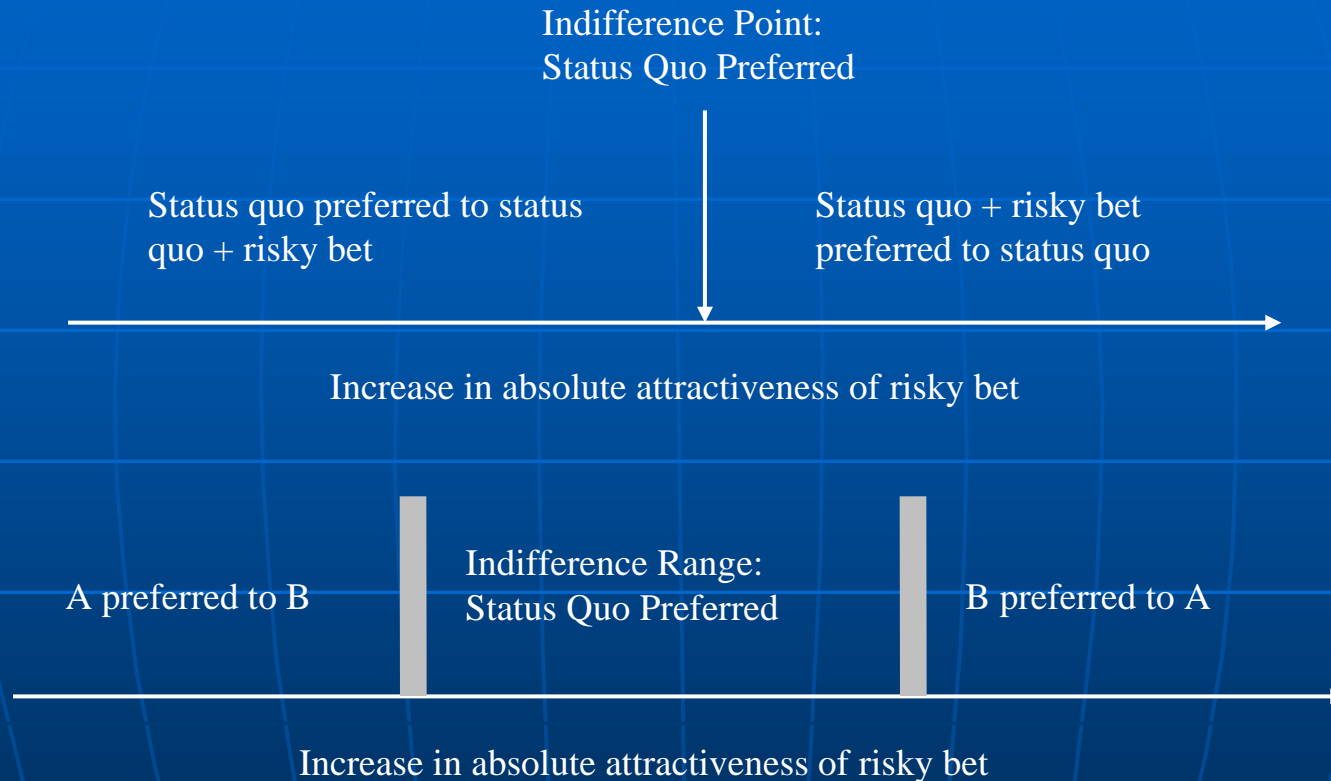 Indifference Point:
Status Quo Preferred
Status quo preferred to status
quo + risky bet
Status quo + risky bet
preferred to status quo
Increase in absolute attractiveness of risky bet
A preferred to B
Indifference Range:
Status Quo Preferred
B preferred to A
Increase in absolute attractiveness of risky bet